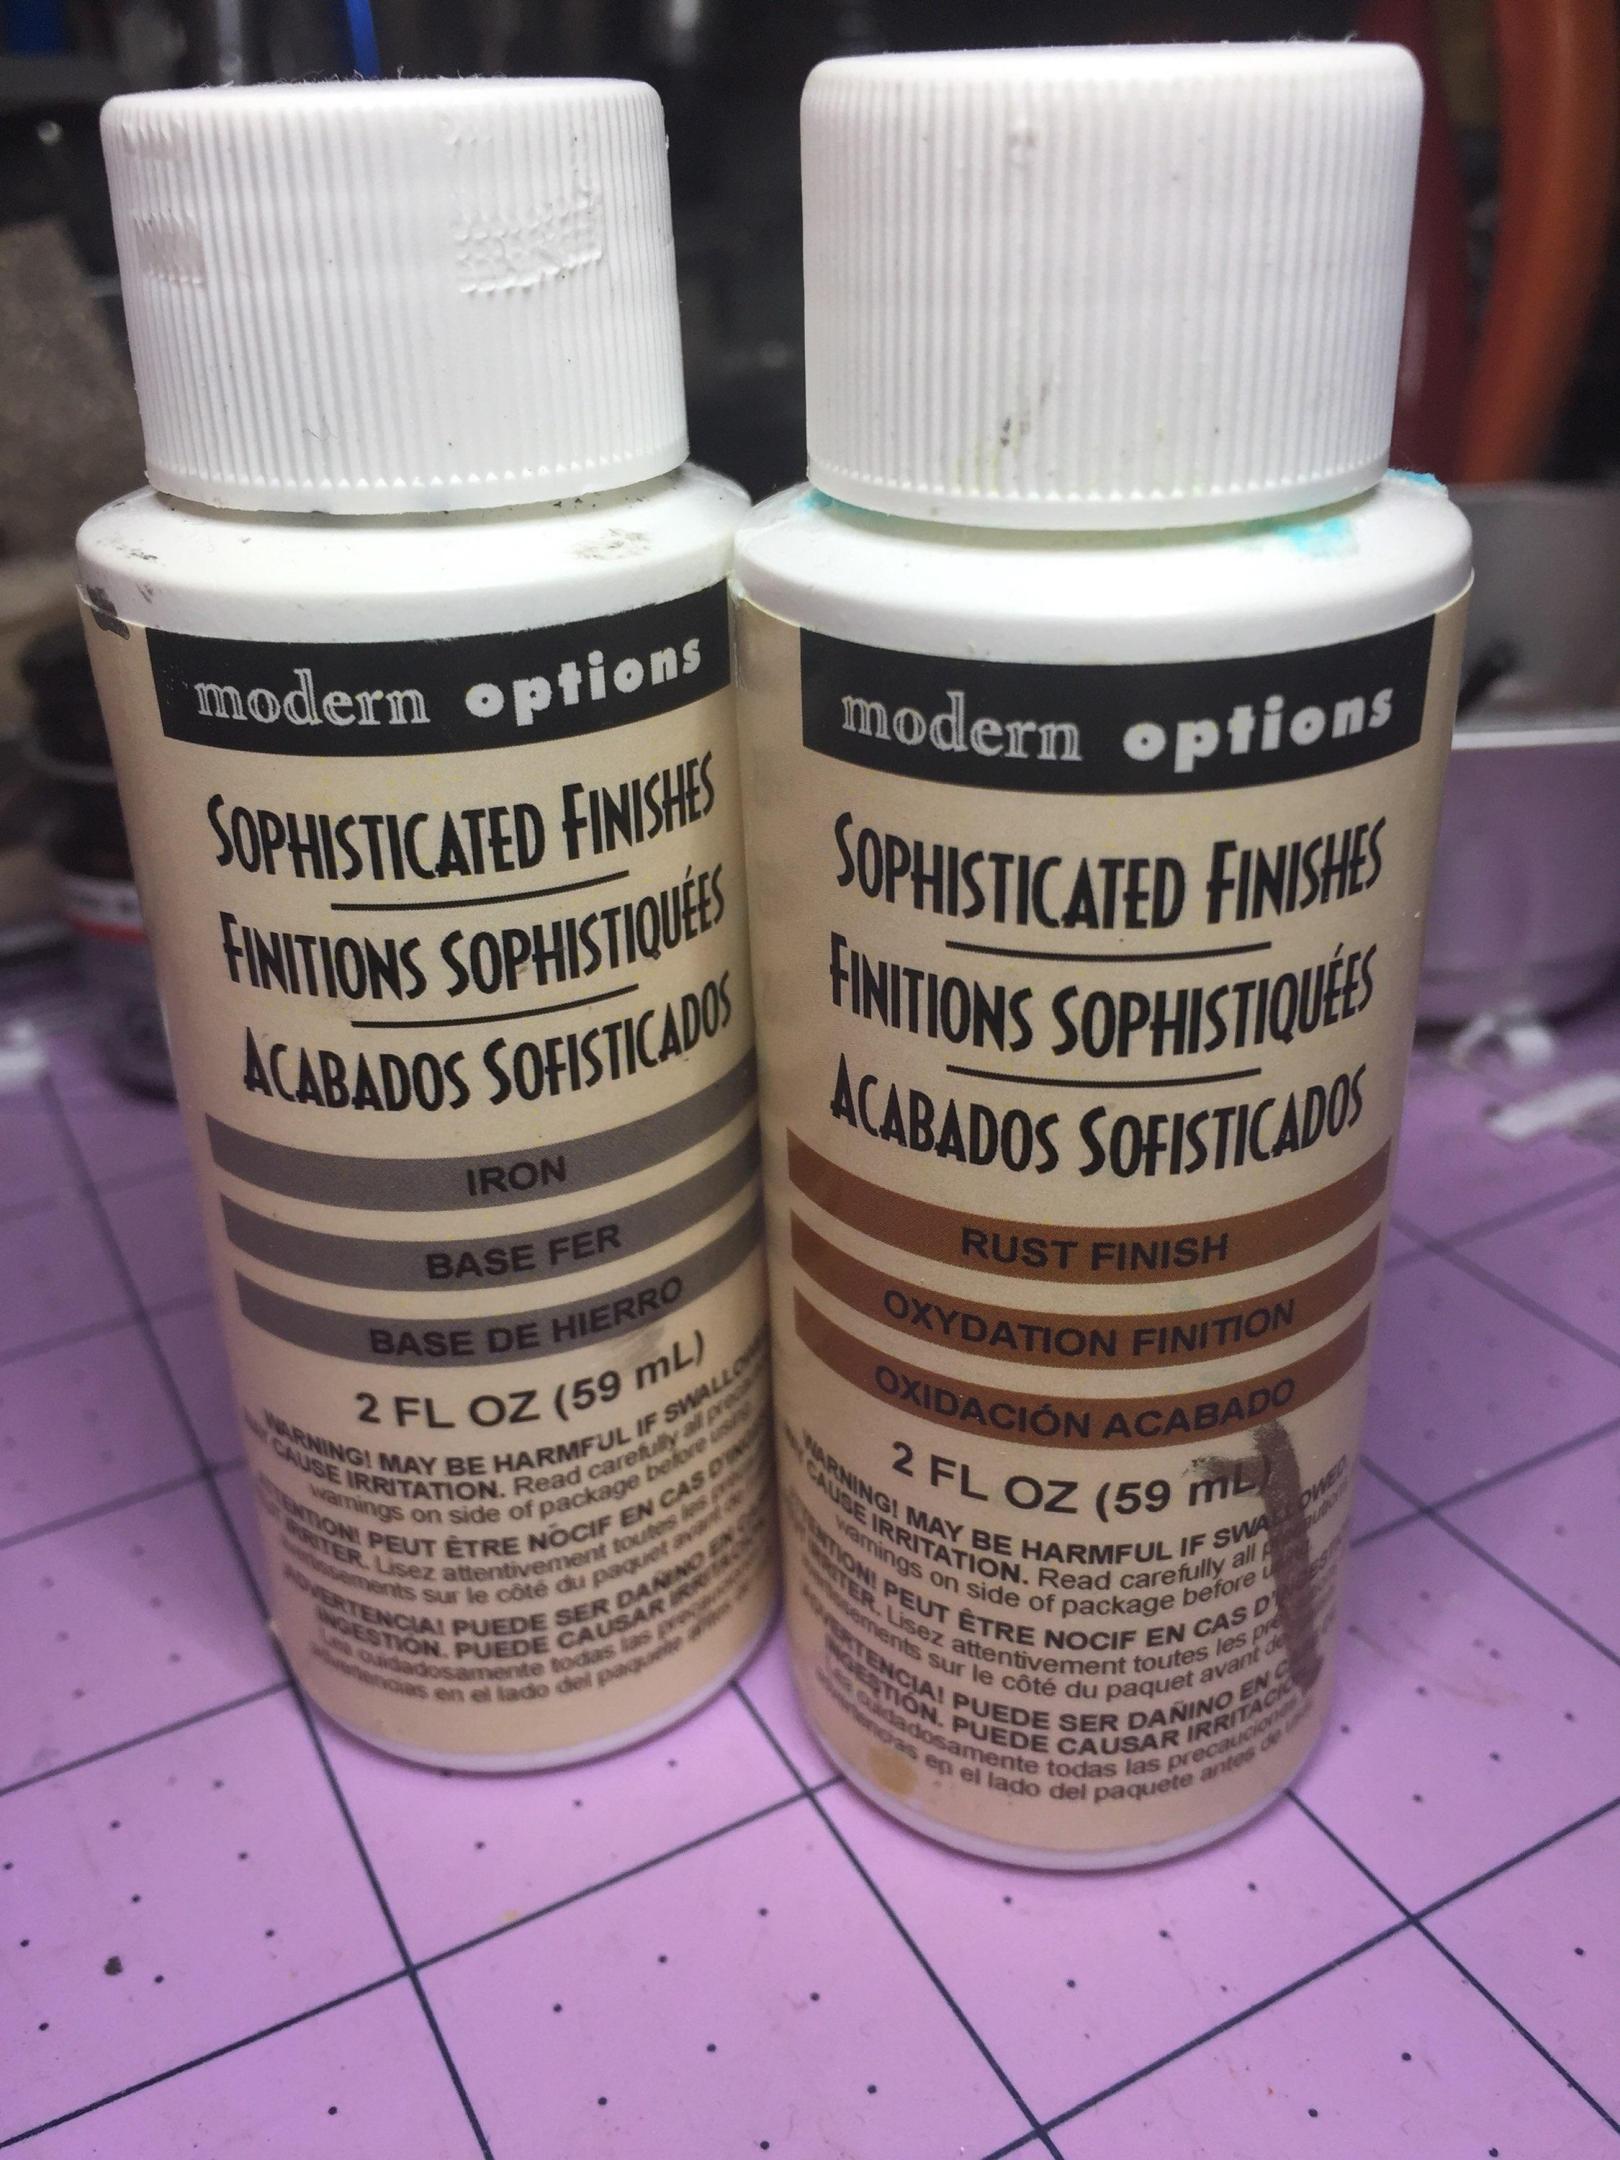 modern options
SOPHISTICATED FINISHES
FINITIONS SOPHISTIQUÉES
ACABADOS SOFISTICADOS
IRON
BASE FER
BASE DE HIERRO
2 FL OZ (59 mL)
WARNING! MAY BE HARMFUL IF SWALLOW
CAUSE IRRITATION. Read carefully all
warnings on side of package before using
PEUT ÊTRE NOCIF EN CAS
Lisez attentivement toutes les
sur le côté du paquet avant
ADVERTENCIA! PUEDE SER DAÑINO EN
INGESTIÓN. PUEDE CAUSAR
cuidadosamente todas las
advertencias en el lado del paquete
modern options
SOPHISTICATED FINISHES
FINITIONS SOPHISTIQUÉES
ACABADOS SOFISTICADOS
RUST FINISH
OXYDATION FINITION
OXIDACIÓN ACABADO
2 FL OZ (59 mL)
WARNING! MAY BE HARMFUL IF SWALLOWED.
CAUSE IRRITATION. Read carefully all
warnings on side of package before
PEUT ÊTRE NOCIF EN CAS
Lisez attentivement toutes les
sur le côté du paquet avant
PUEDE SER DAÑINO EN
INGESTIÓN. PUEDE CAUSAR
cuidadosamente todas las precauciones
en el lado del paquete antes de